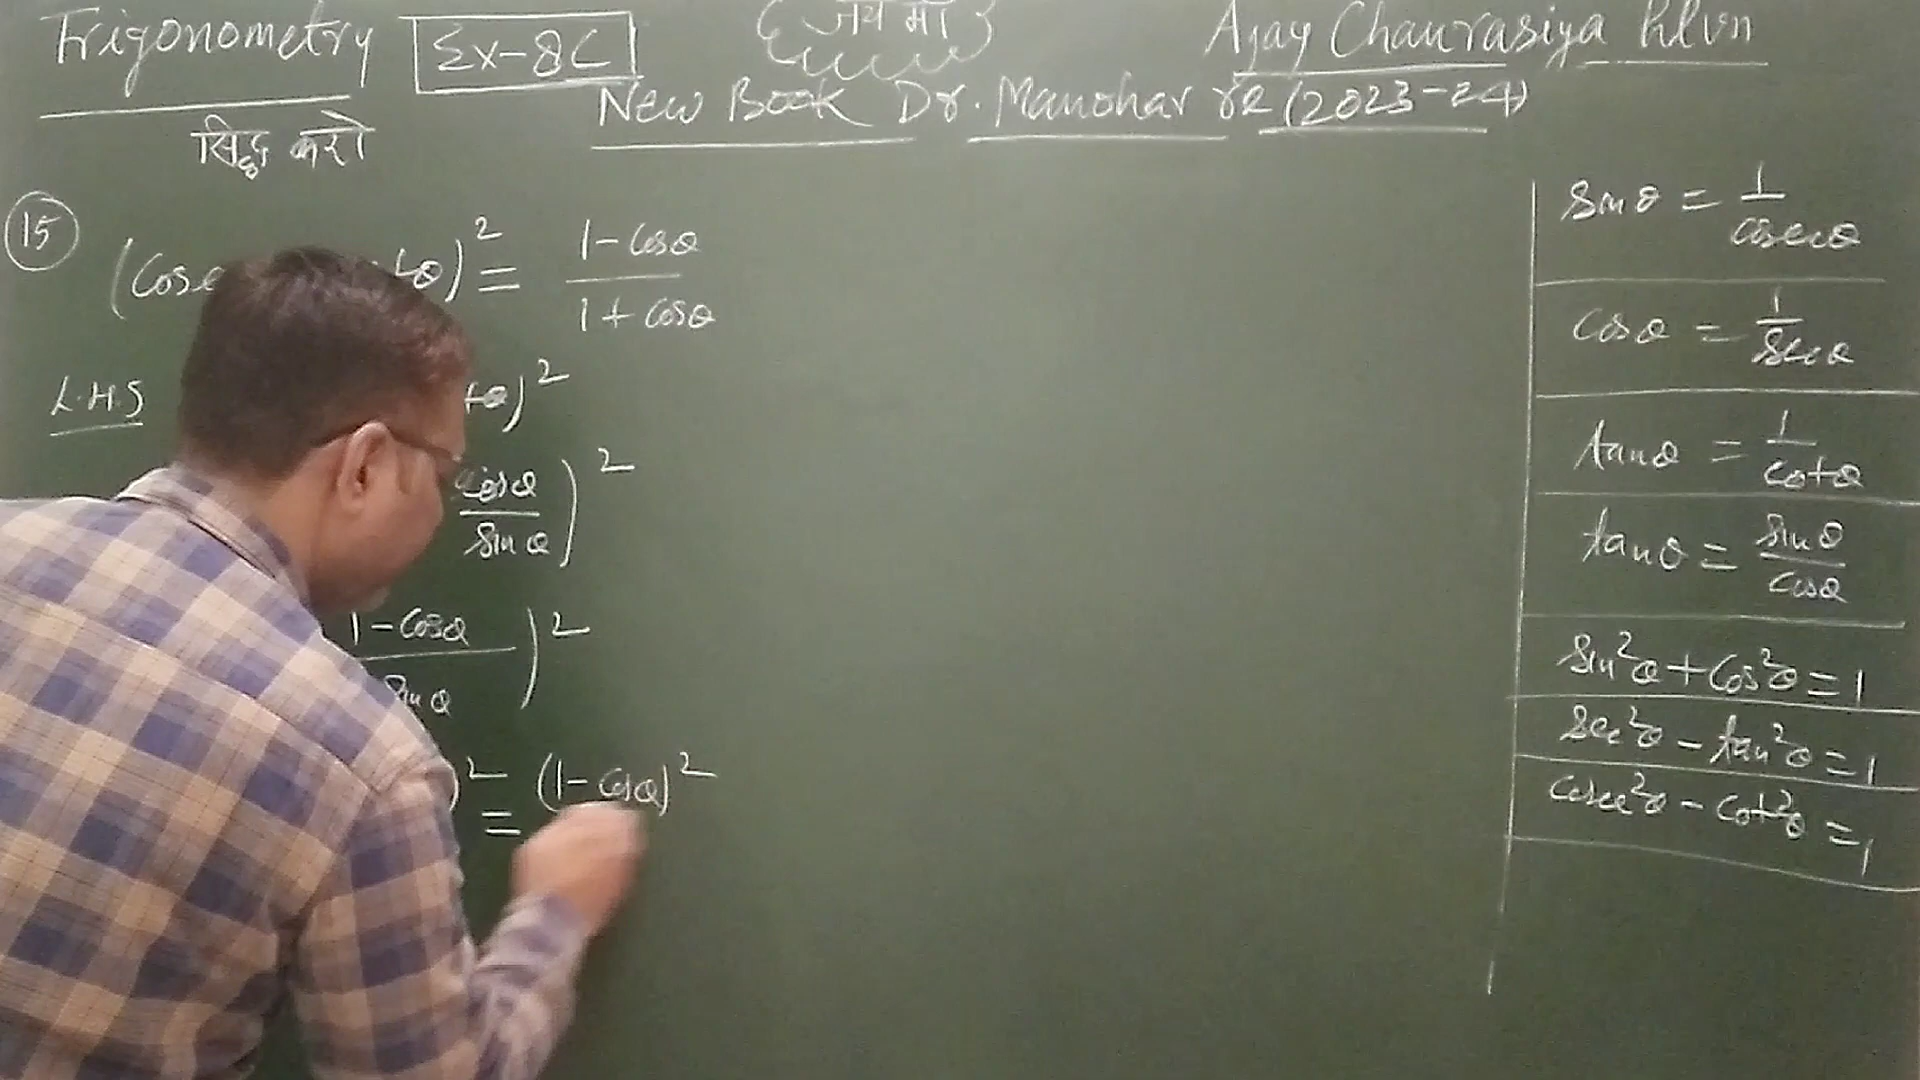 Trigonometry Ex-8C जय माँ Ajay Chaurasiya
New Book Dr. Manohar re (2023-24)
सिद्ध करो
15 (Cose θ)² = 1-cosθ / 1+cosθ
L.H.S tθ)²
cosθ / sinθ )²
1-cosθ / sinθ )²
)² = (1-cosθ)²
sinθ = 1 / cosecθ
cosθ = 1 / secθ
tanθ = 1 / cotθ
tanθ = sinθ / cosθ
sin²θ + cos²θ = 1
sec²θ - tan²θ = 1
cosec²θ - cot²θ = 1